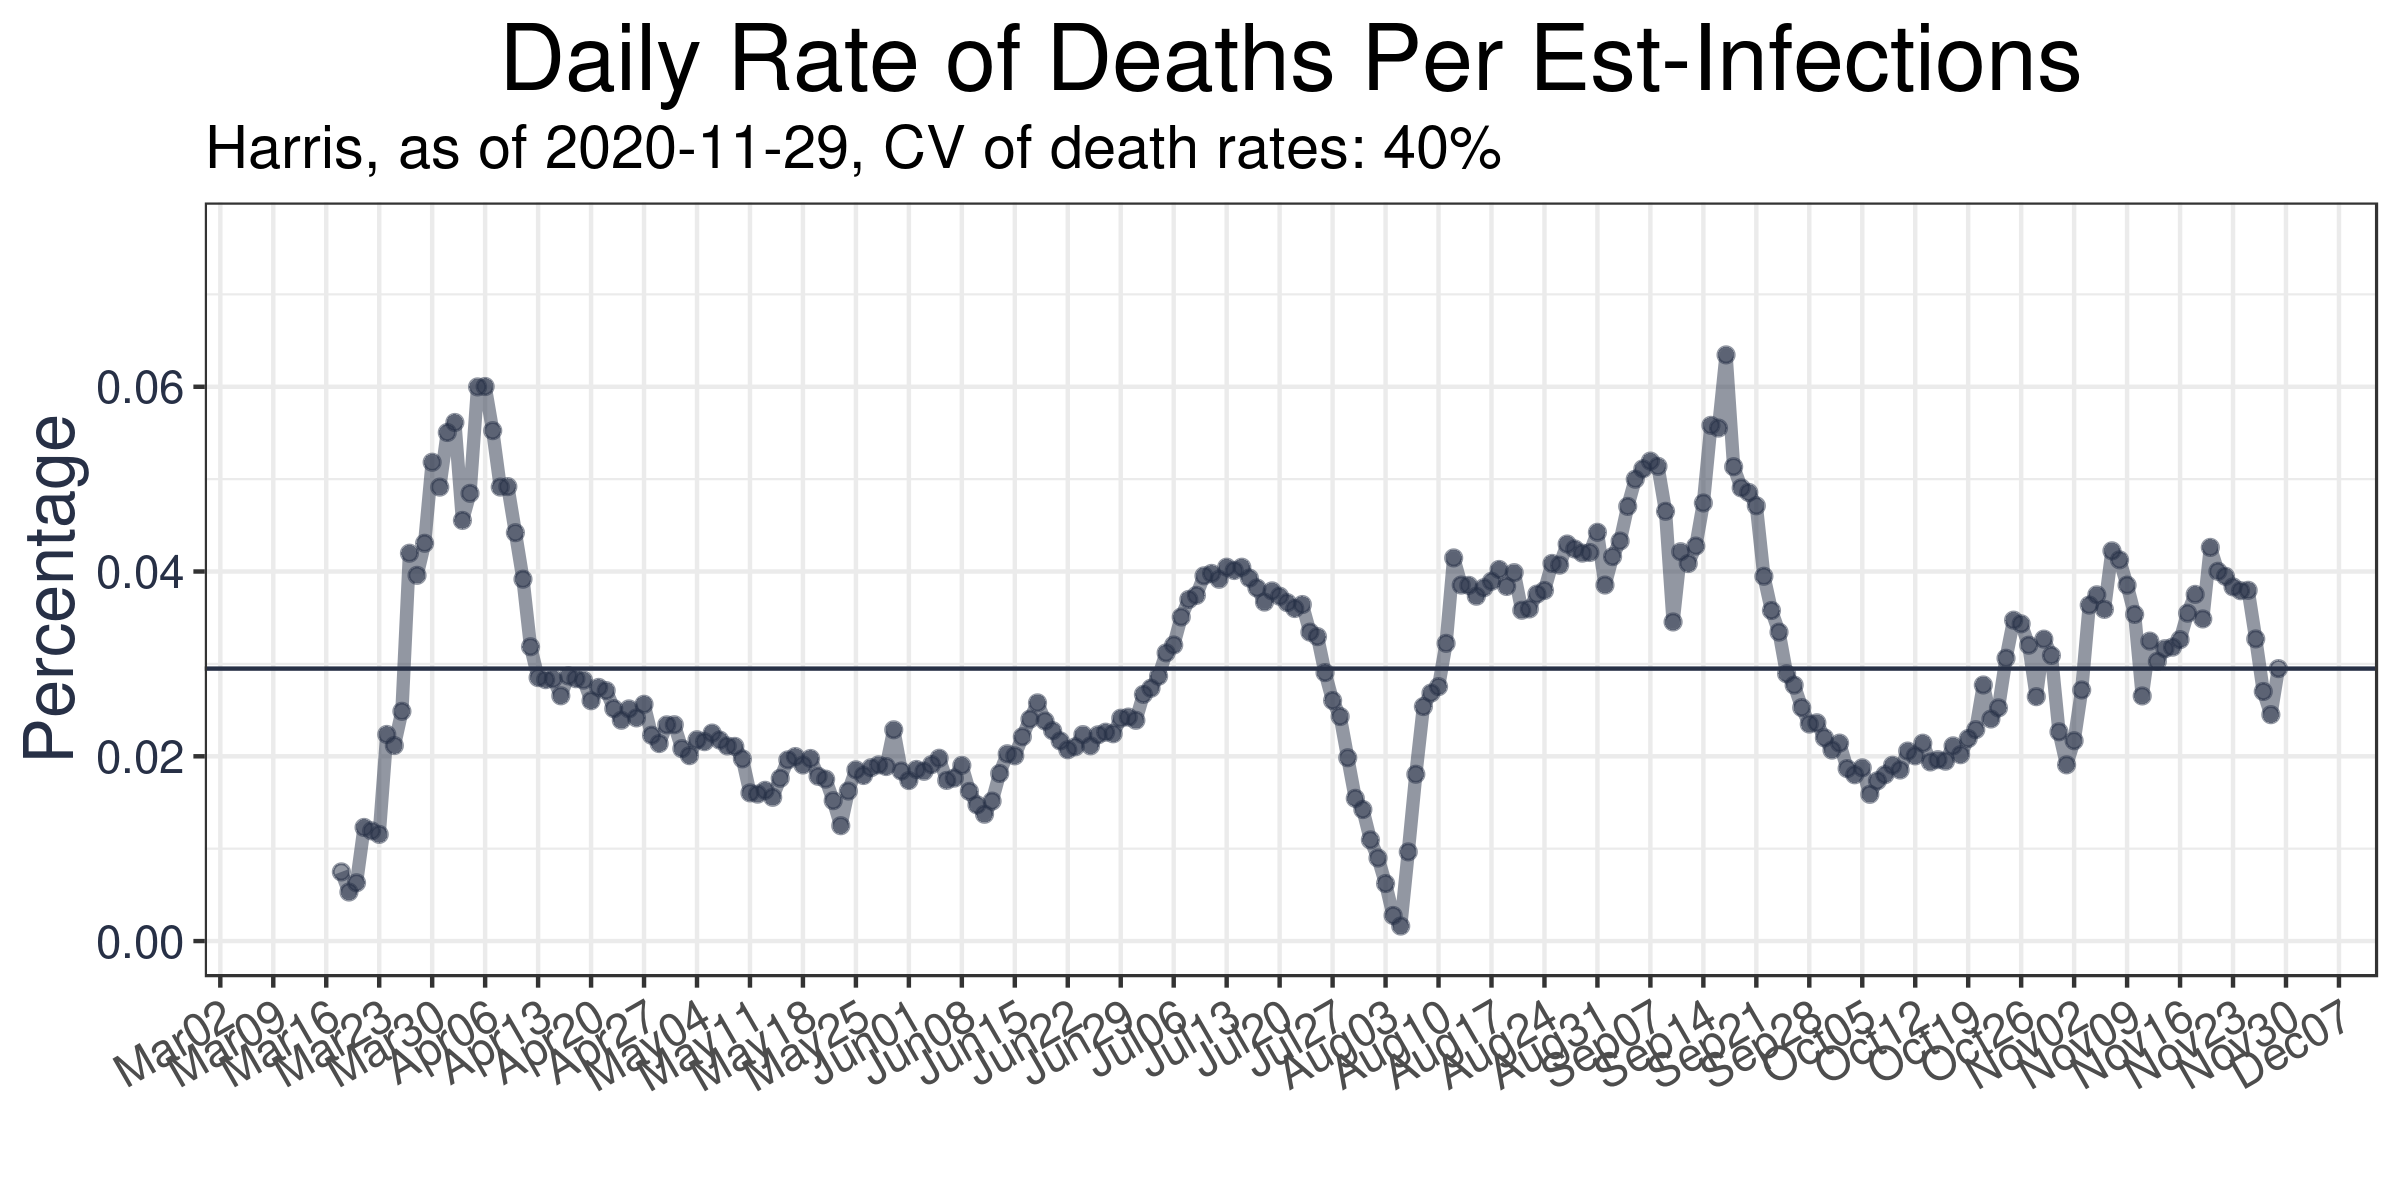 Daily Rate of Deaths Per Est-Infections
Harris, as of 2020-11-29, CV of death rates: 40%
Percentage
0.06
0.04
0.02
0.00
Mar02
Mar09
Mar16
Mar23
Mar30
Apr06
Apr13
Apr20
Apr27
May04
May11
May18
May25
Jun01
Jun08
Jun15
Jun22
Jun29
Jul06
Jul13
Jul20
Jul27
Aug03
Aug10
Aug17
Aug24
Aug31
Sep07
Sep14
Sep21
Sep28
Oct05
Oct12
Oct19
Oct26
Nov02
Nov09
Nov16
Nov23
Nov30
Dec07